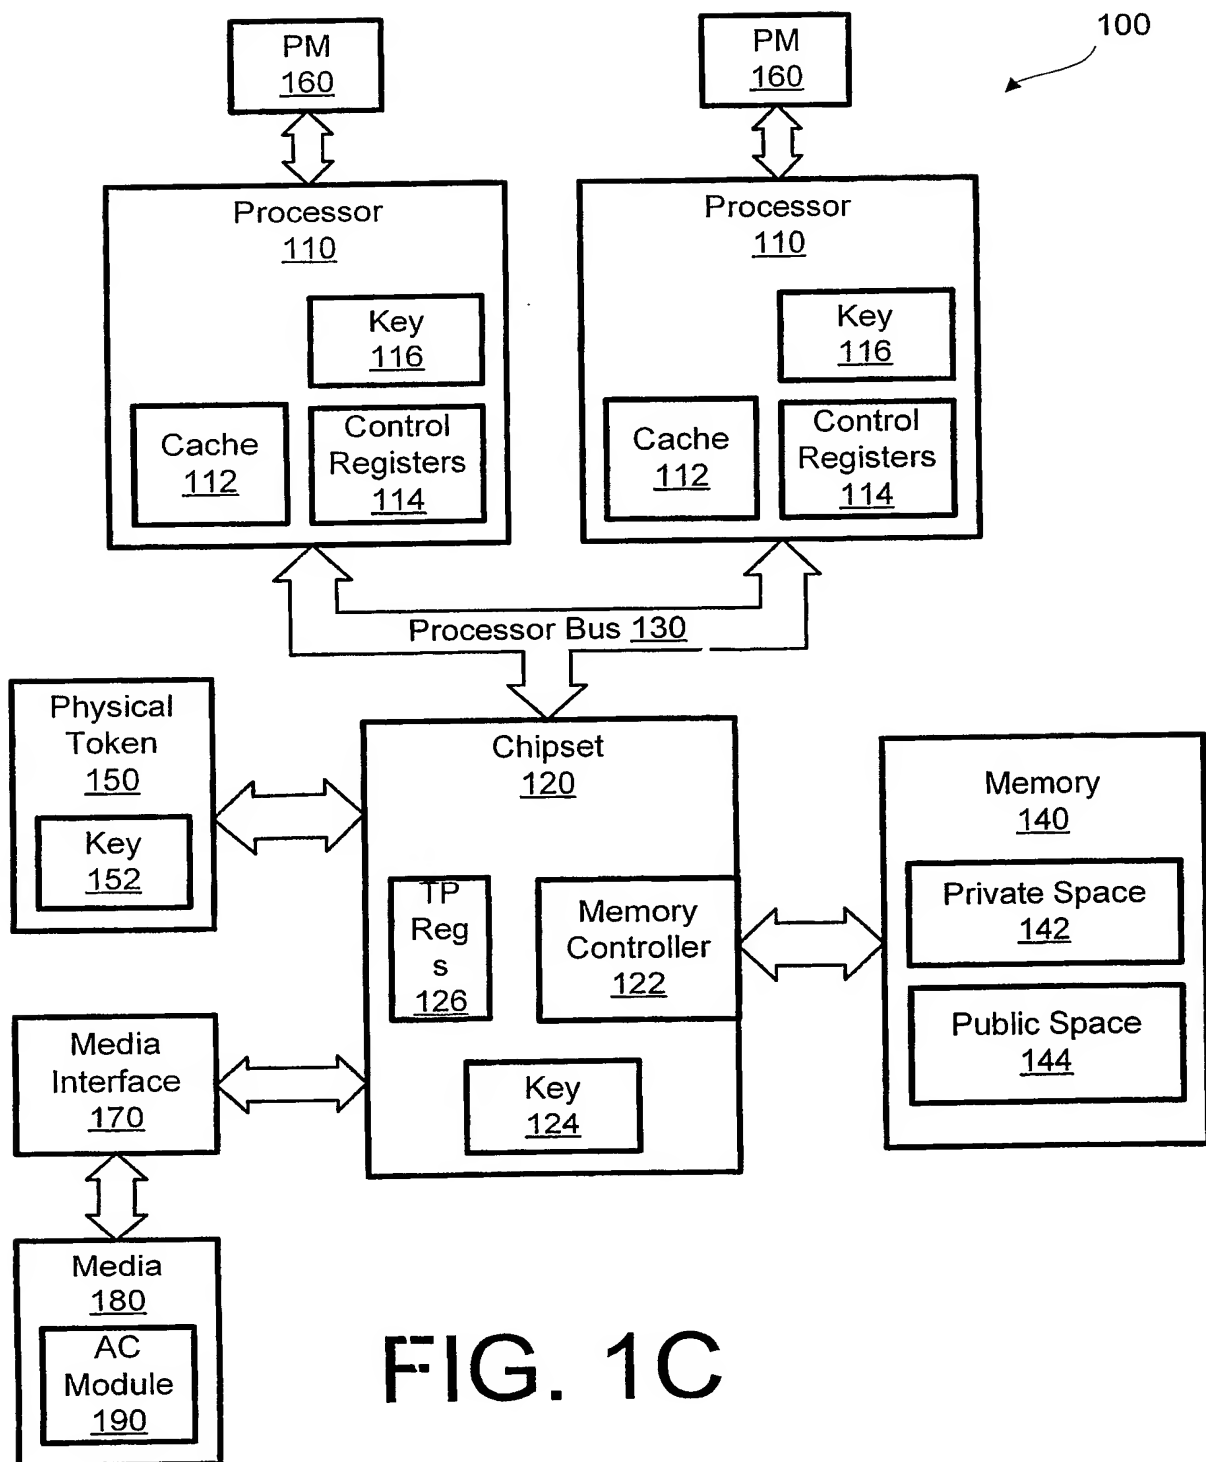 100
PM
160
PM
160
Processor
110
Key
116
Cache
112
Control
Registers
114
Processor
110
Key
116
Cache
112
Control
Registers
114
Processor Bus 130
Physical
Token
150
Key
152
Chipset
120
TP
Reg
s
126
Memory
Controller
122
Key
124
Memory
140
Private Space
142
Public Space
144
Media
Interface
170
Media
180
AC
Module
190
FIG. 1C